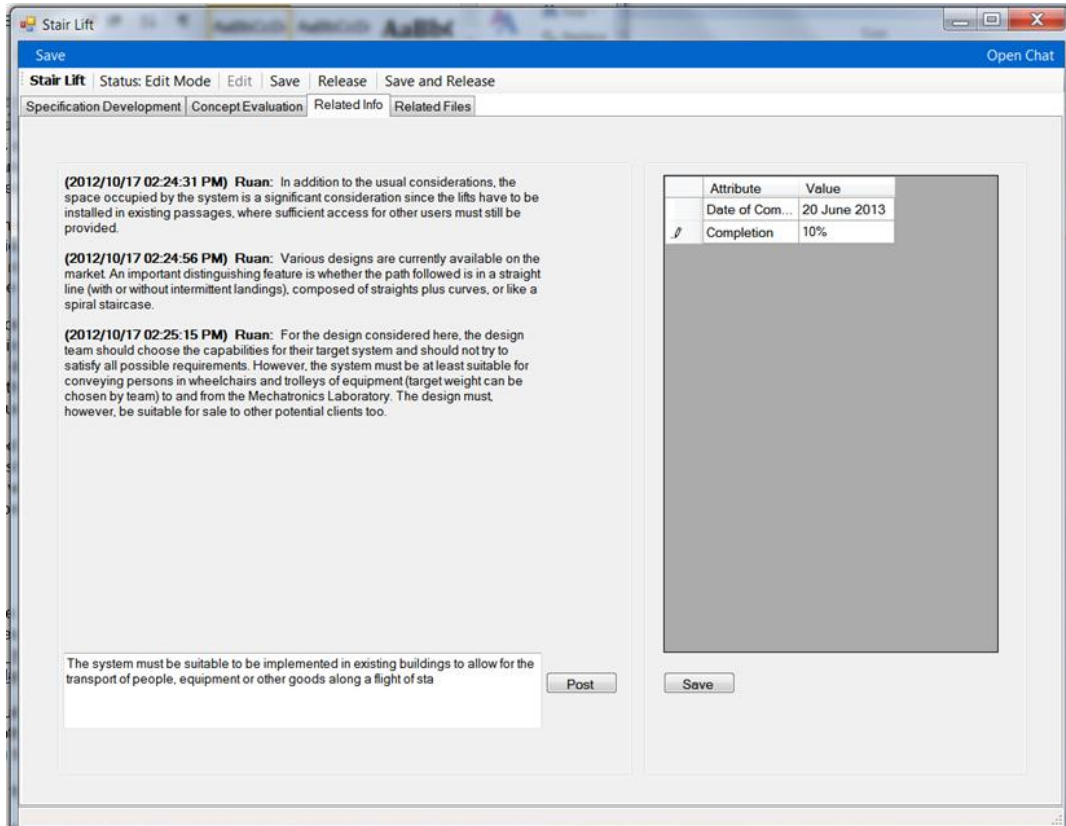 Stair Lift
Save Open Chat
Stair Lift Status: Edit Mode Edit Save Release Save and Release
Specification Development Concept Evaluation Related Info Related Files
(2012/10/17 02:24:31 PM) Ruan: In addition to the usual considerations, the
space occupied by the system is a significant consideration since the lifts have to be
installed in existing passages, where sufficient access for other users must still be
provided.
(2012/10/17 02:24:56 PM) Ruan: Various designs are currently available on the
market. An important distinguishing feature is whether the path followed is in a straight
line (with or without intermittent landings), composed of straights plus curves, or like a
spiral staircase.
(2012/10/17 02:25:15 PM) Ruan: For the design considered here, the design
team should choose the capabilities for their target system and should not try to
satisfy all possible requirements. However, the system must be at least suitable for
conveying persons in wheelchairs and trolleys of equipment (target weight can be
chosen by team) to and from the Mechatronics Laboratory. The design must,
however, be suitable for sale to other potential clients too.
The system must be suitable to be implemented in existing buildings to allow for the
transport of people, equipment or other goods along a flight of sta
Post
Attribute Value
Date of Com... 20 June 2013
Completion 10%
Save